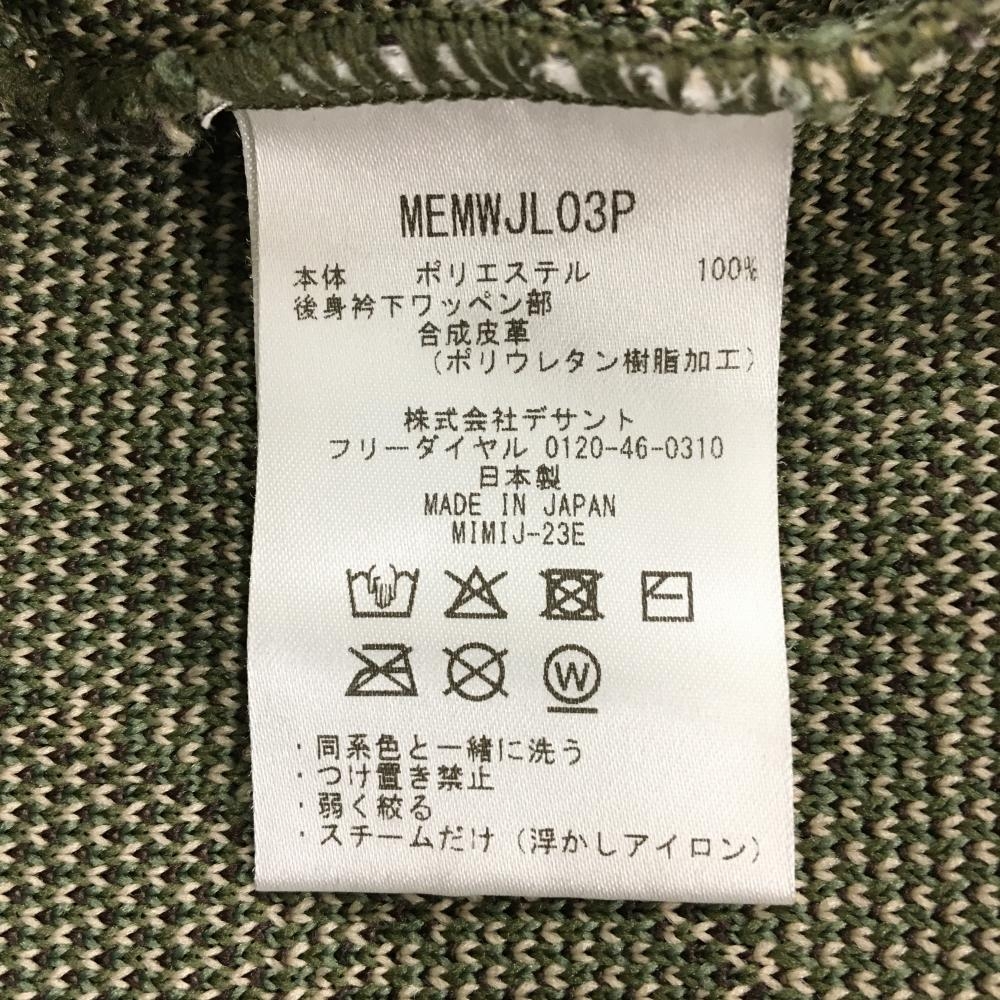 MEMWJL03P
本体 ポリエステル 100%
後身衿下ワッペン部
合成皮革
(ポリウレタン樹脂加工)
株式会社デサント
フリーダイヤル 0120-46-0310
日本製
MADE IN JAPAN
MIMIJ-23E
W
・同系色と一緒に洗う
・つけ置き禁止
・弱く絞る
・スチームだけ(浮かしアイロン)